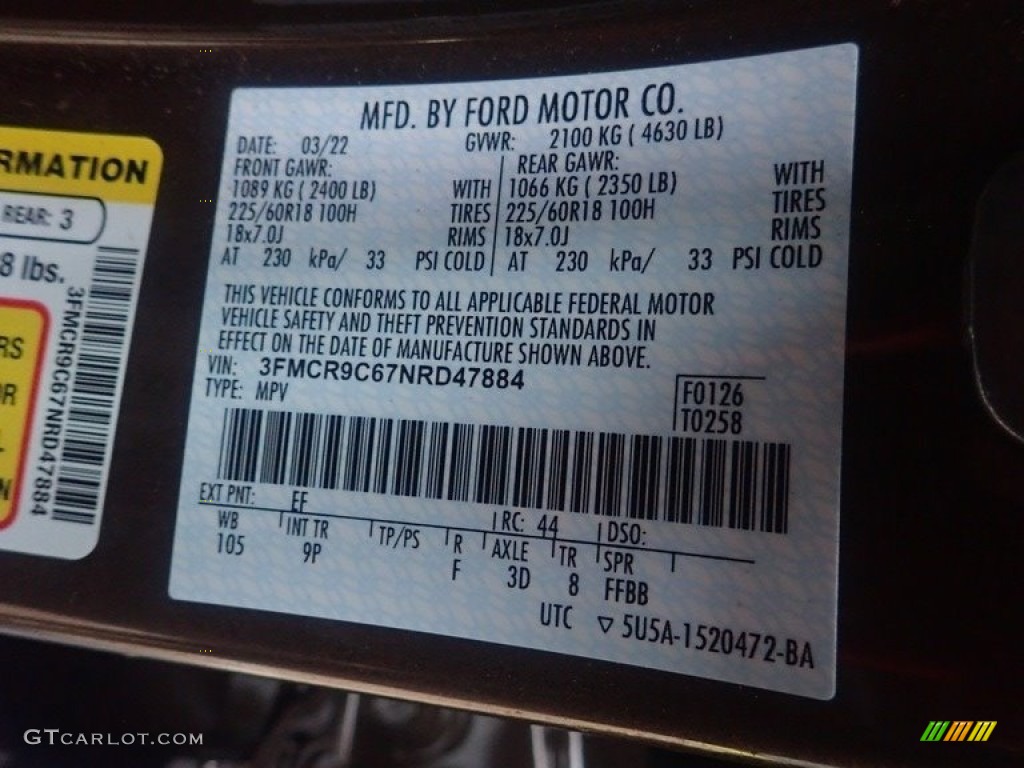 MFD. BY FORD MOTOR CO.
DATE: 03/22 GVWR: 2100 KG ( 4630 LB)
FRONT GAWR: REAR GAWR:
1089 KG ( 2400 LB) WITH 1066 KG ( 2350 LB) WITH
225/60R18 100H TIRES 225/60R18 100H TIRES
18x7.0J RIMS 18x7.0J RIMS
AT 230 kPa/ 33 PSI COLD AT 230 kPa/ 33 PSI COLD
THIS VEHICLE CONFORMS TO ALL APPLICABLE FEDERAL MOTOR
VEHICLE SAFETY AND THEFT PREVENTION STANDARDS IN
EFFECT ON THE DATE OF MANUFACTURE SHOWN ABOVE.
VIN: 3FMCR9C67NRD47884
TYPE: MPV
F0126
T0258
EXT PNT: EF RC: 44 DSO:
WB INT TR TP/PS R AXLE TR SPR
105 9P F 3D 8 FFBB
UTC ▽ 5U5A-1520472-BA
RMATION
REAR: 3
8 lbs.
3FMCR9C67NRD47884
RS
OR
L
N
GTCARLOT.COM